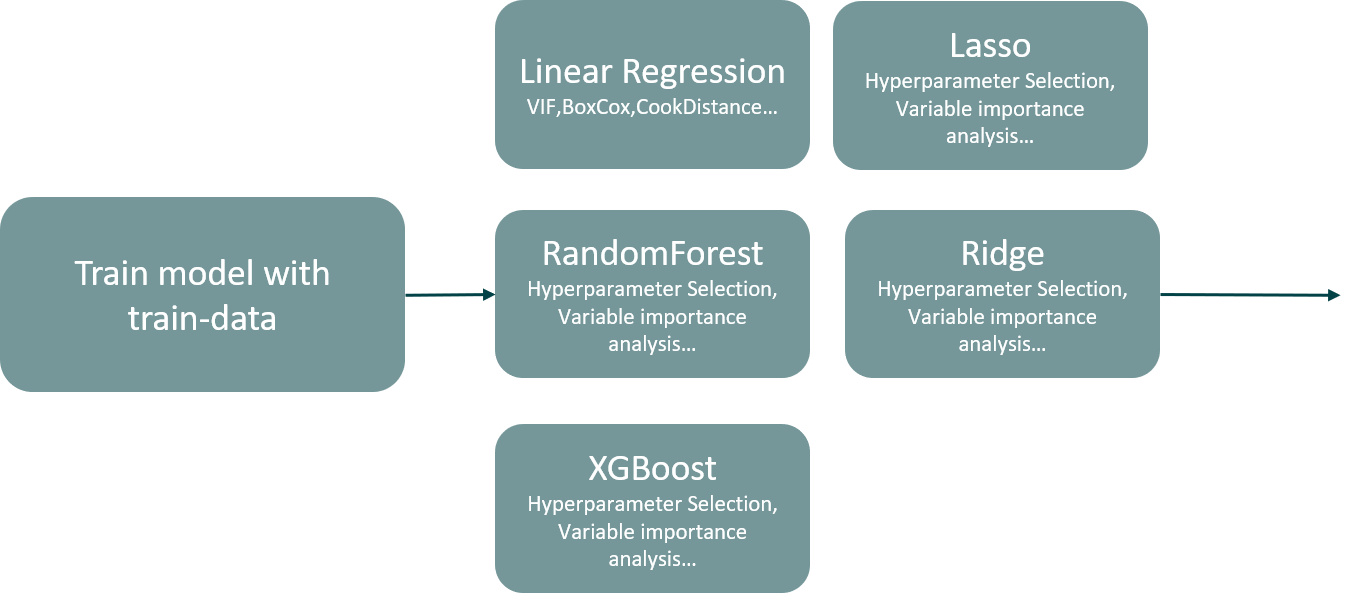 Linear Regression
VIF,BoxCox,CookDistance...
Lasso
Hyperparameter Selection,
Variable importance
analysis...
Train model with
train-data
RandomForest
Hyperparameter Selection,
Variable importance
analysis...
Ridge
Hyperparameter Selection,
Variable importance
analysis...
XGBoost
Hyperparameter Selection,
Variable importance
analysis...